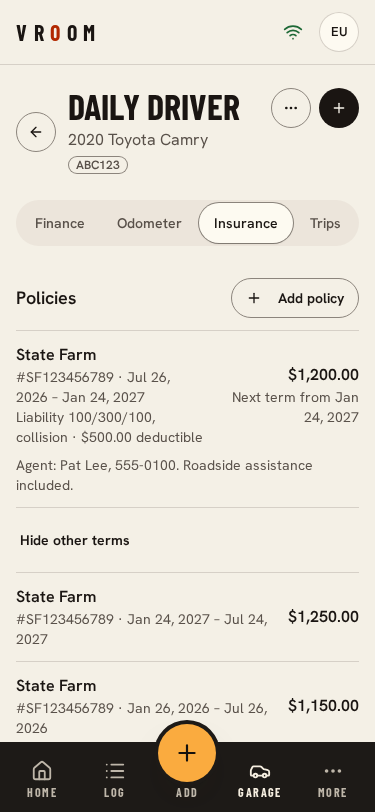 VROOM
EU
DAILY DRIVER
2020 Toyota Camry
ABC123
Finance
Odometer
Insurance
Trips
Policies
Add policy
State Farm
#SF123456789 · Jul 26,
2026 – Jan 24, 2027
Liability 100/300/100,
collision · $500.00 deductible
$1,200.00
Next term from Jan
24, 2027
Agent: Pat Lee, 555-0100. Roadside assistance
included.
Hide other terms
State Farm
#SF123456789 · Jan 24, 2027 – Jul 24,
2027
$1,250.00
State Farm
#SF123456789 · Jan 26, 2026 – Jul 26,
2026
$1,150.00
HOME
LOG
ADD
GARAGE
MORE